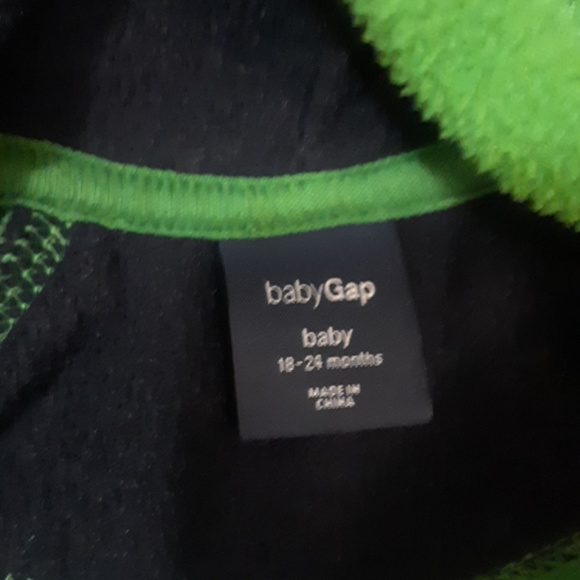 babyGap
baby
18-24 months
MADE IN
CHINA